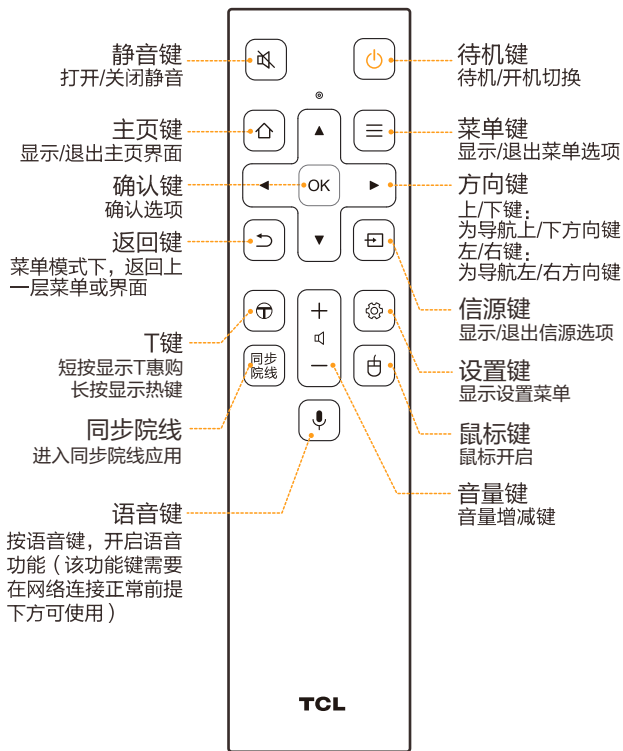 静音键
打开/关闭静音
主页键
显示/退出主页界面
确认键
确认选项
返回键
菜单模式下，返回上
一层菜单或界面
T键
短按显示T惠购
长按显示热键
同步院线
进入同步院线应用
语音键
按语音键，开启语音
功能（该功能键需要
在网络连接正常前提
下方可使用）
OK
同步
院线
TCL
待机键
待机/开机切换
菜单键
显示/退出菜单选项
方向键
上/下键：
为导航上/下方向键
左/右键：
为导航左/右方向键
信源键
显示/退出信源选项
设置键
显示设置菜单
鼠标键
鼠标开启
音量键
音量增减键